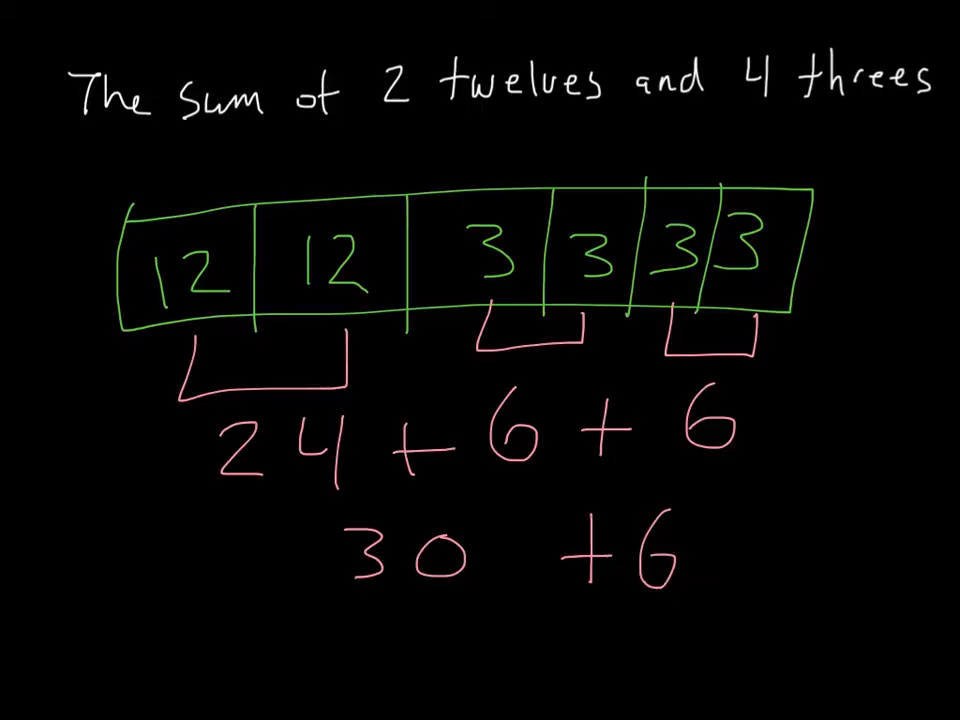 The sum of 2 twelves and 4 threes
12 12 3 3 3 3
24 + 6 + 6
30 + 6